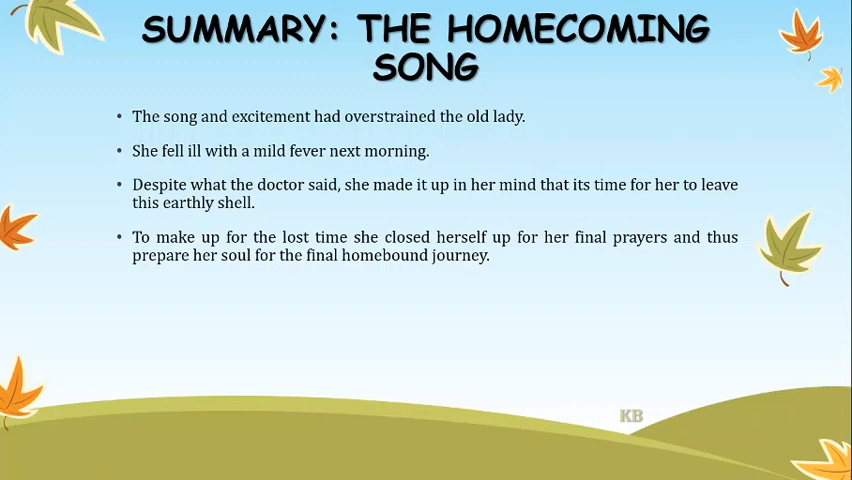 SUMMARY: THE HOMECOMING
SONG
• The song and excitement had overstrained the old lady.
• She fell ill with a mild fever next morning.
• Despite what the doctor said, she made it up in her mind that its time for her to leave
this earthly shell.
• To make up for the lost time she closed herself up for her final prayers and thus
prepare her soul for the final homebound journey.
KB